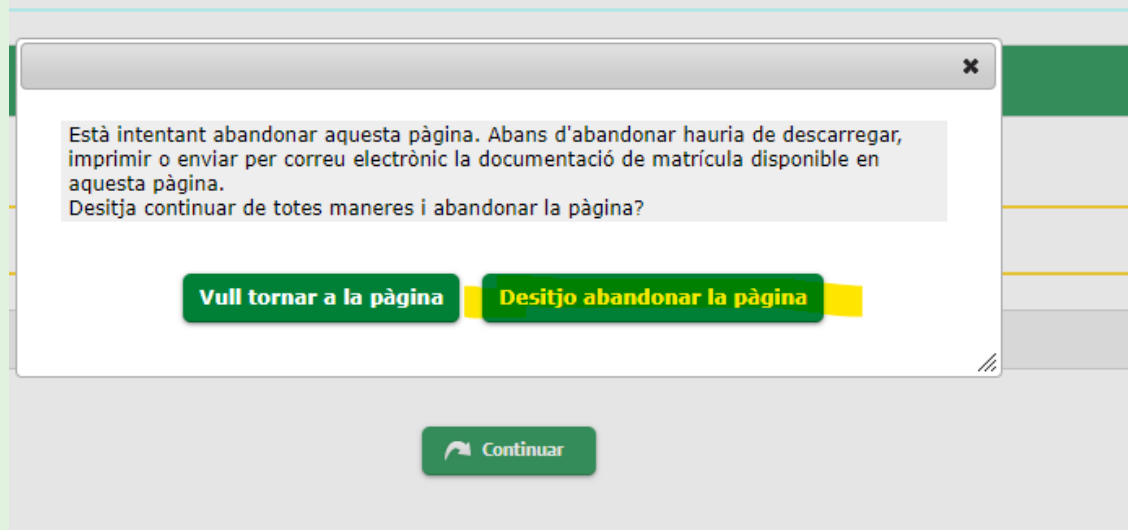 Està intentant abandonar aquesta pàgina. Abans d'abandonar hauria de descarregar,
imprimir o enviar per correu electrònic la documentació de matrícula disponible en
aquesta pàgina.
Desitja continuar de totes maneres i abandonar la pàgina?
Vull tornar a la pàgina
Desitjo abandonar la pàgina
Continuar